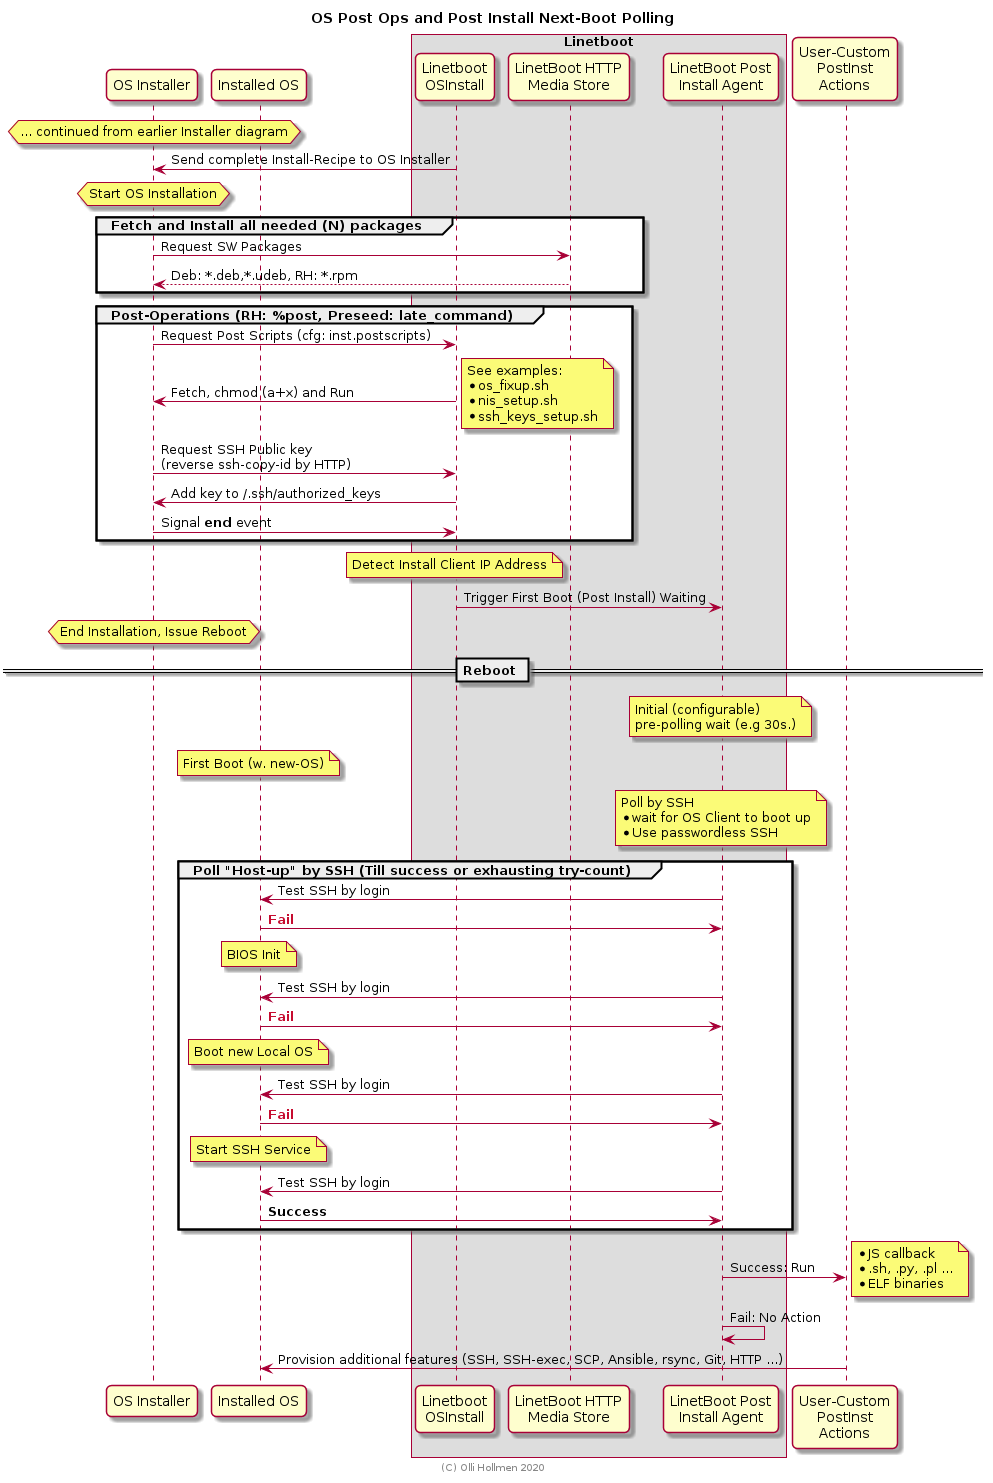 OS Post Ops and Post Install Next-Boot Polling
Linetboot
OS Installer
Installed OS
Linetboot
OSInstall
LinetBoot HTTP
Media Store
LinetBoot Post
Install Agent
User-Custom
PostInst
Actions
... continued from earlier Installer diagram
Send complete Install-Recipe to OS Installer
Start OS Installation
Fetch and Install all needed (N) packages
Request SW Packages
Deb: *.deb,*.udeb, RH: *.rpm
Post-Operations (RH: %post, Preseed: late_command)
Request Post Scripts (cfg: inst.postscripts)
See examples:
• os_fixup.sh
• nis_setup.sh
• ssh_keys_setup.sh
Fetch, chmod (a+x) and Run
Request SSH Public key
(reverse ssh-copy-id by HTTP)
Add key to /.ssh/authorized_keys
Signal end event
Detect Install Client IP Address
Trigger First Boot (Post Install) Waiting
End Installation, Issue Reboot
Reboot
Initial (configurable)
pre-polling wait (e.g 30s.)
First Boot (w. new-OS)
Poll by SSH
• wait for OS Client to boot up
• Use passwordless SSH
Poll "Host-up" by SSH (Till success or exhausting try-count)
Test SSH by login
Fail
BIOS Init
Test SSH by login
Fail
Boot new Local OS
Test SSH by login
Fail
Start SSH Service
Test SSH by login
Success
Success: Run
• JS callback
• .sh, .py, .pl ...
• ELF binaries
Fail: No Action
Provision additional features (SSH, SSH-exec, SCP, Ansible, rsync, Git, HTTP ...)
OS Installer
Installed OS
Linetboot
OSInstall
LinetBoot HTTP
Media Store
LinetBoot Post
Install Agent
User-Custom
PostInst
Actions
(C) Olli Hollmen 2020